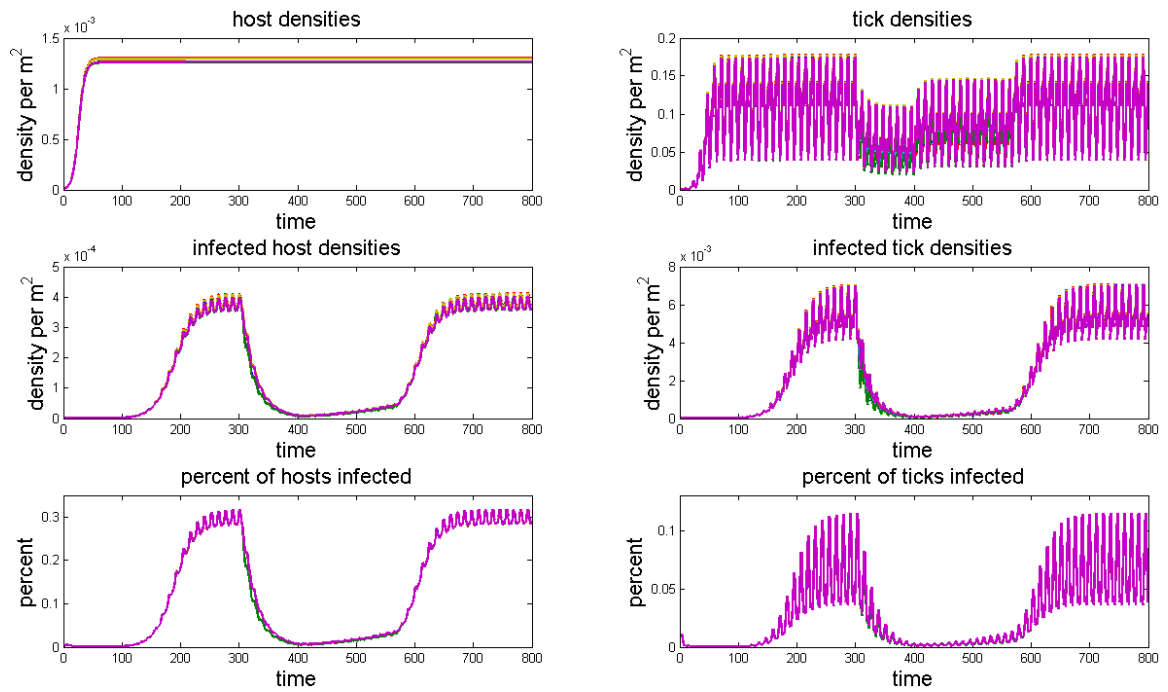 host densities
x 10⁻³
density per m²
1.5
1
0.5
0
0 100 200 300 400 500 600 700 800
time
tick densities
density per m²
0.2
0.15
0.1
0.05
0
0 100 200 300 400 500 600 700 800
time
infected host densities
x 10⁻⁴
density per m²
5
4
3
2
1
0
0 100 200 300 400 500 600 700 800
time
infected tick densities
x 10⁻³
density per m²
8
6
4
2
0
0 100 200 300 400 500 600 700 800
time
percent of hosts infected
percent
0.3
0.2
0.1
0
0 100 200 300 400 500 600 700 800
time
percent of ticks infected
percent
0.1
0.05
0
0 100 200 300 400 500 600 700 800
time